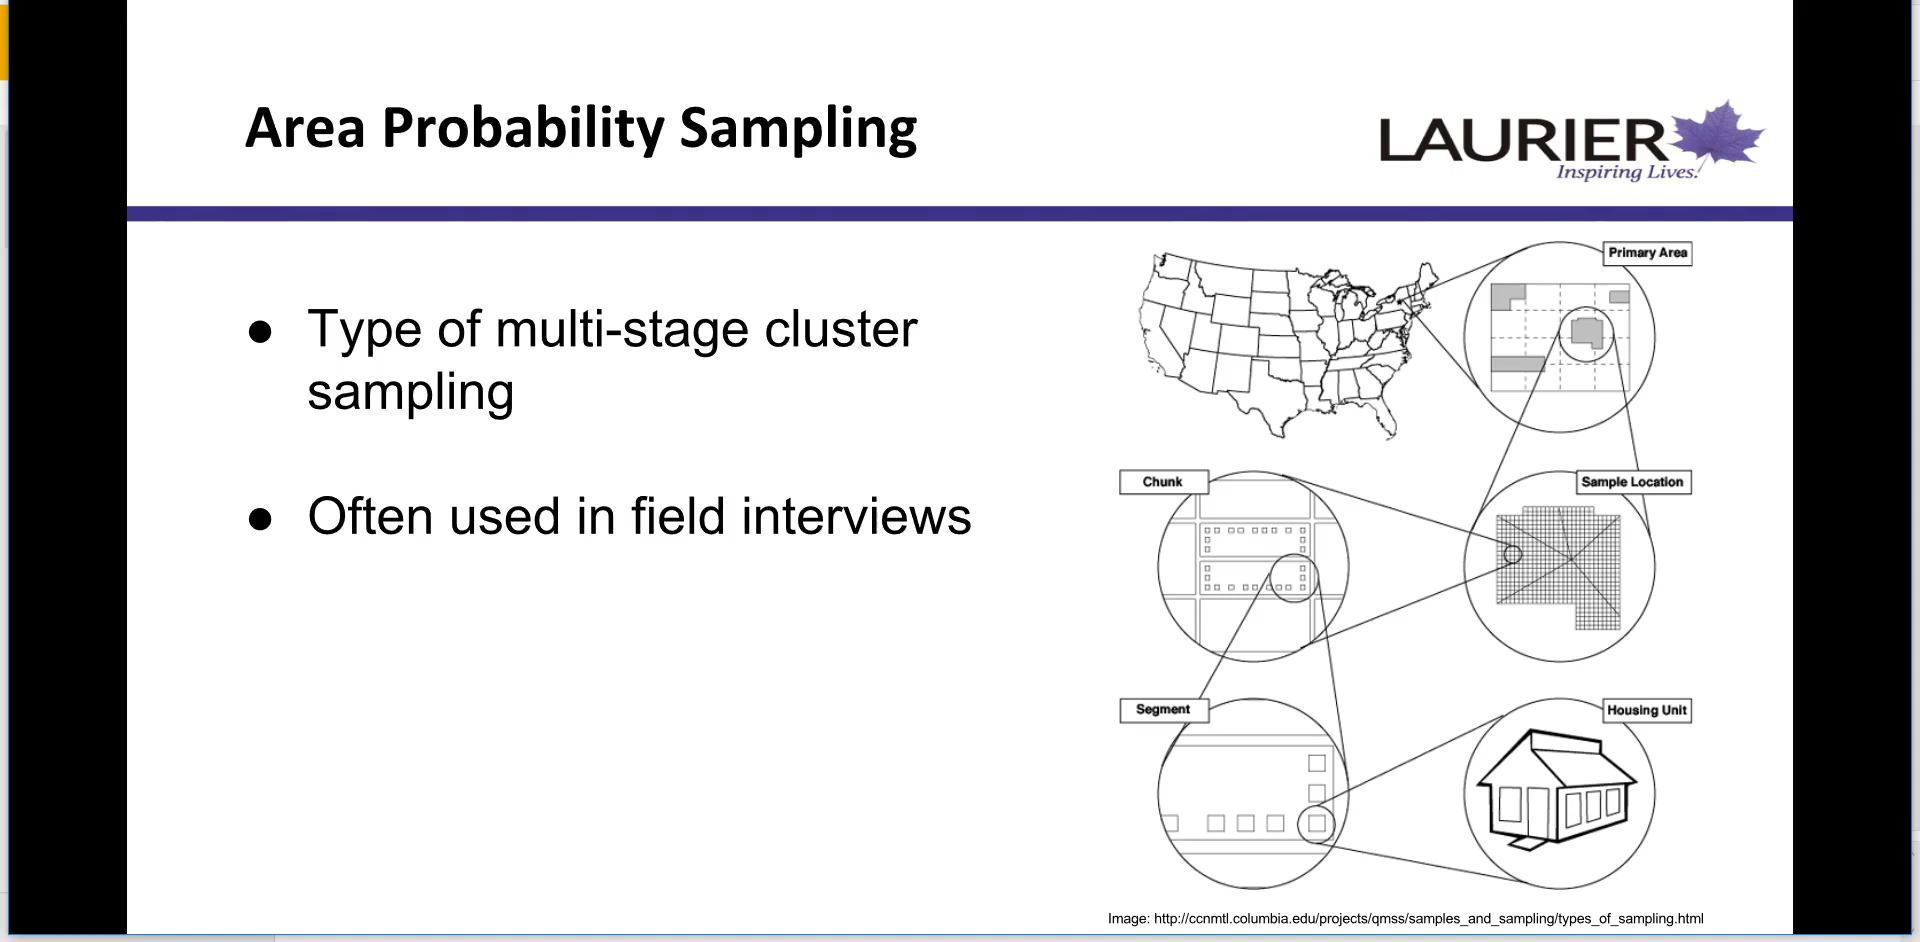 Area Probability Sampling
LAURIER
Inspiring Lives.
● Type of multi-stage cluster
sampling
● Often used in field interviews
Primary Area
Chunk
Sample Location
Segment
Housing Unit
Image: http://ccnmtl.columbia.edu/projects/qmss/samples_and_sampling/types_of_sampling.html